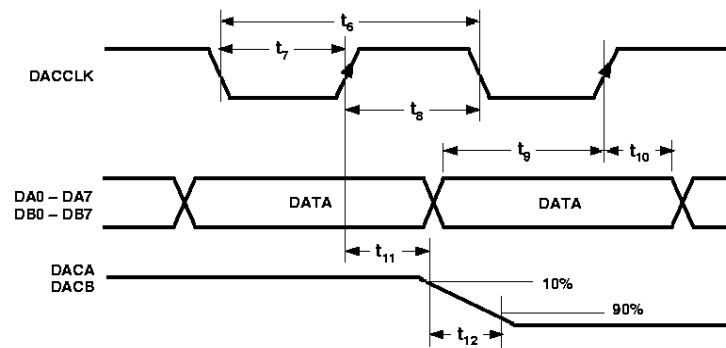 t6
t7
DACCLK
t8
t9
t10
DA0 – DA7
DB0 – DB7
DATA
DATA
t11
DACA
DACB
10%
90%
t12